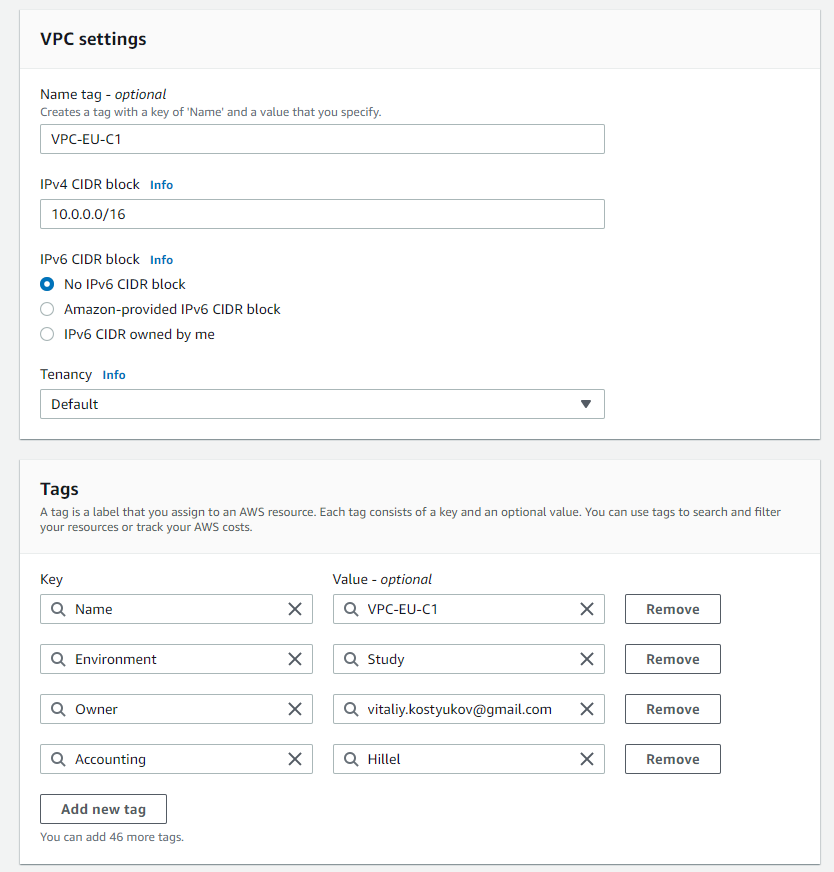 VPC settings
Name tag - optional
Creates a tag with a key of 'Name' and a value that you specify.
VPC-EU-C1
IPv4 CIDR block Info
10.0.0.0/16
IPv6 CIDR block Info
No IPv6 CIDR block
Amazon-provided IPv6 CIDR block
IPv6 CIDR owned by me
Tenancy Info
Default
Tags
A tag is a label that you assign to an AWS resource. Each tag consists of a key and an optional value. You can use tags to search and filter
your resources or track your AWS costs.
Key Value - optional
Name VPC-EU-C1 Remove
Environment Study Remove
Owner vitaliy.kostyukov@gmail.com Remove
Accounting Hillel Remove
Add new tag
You can add 46 more tags.